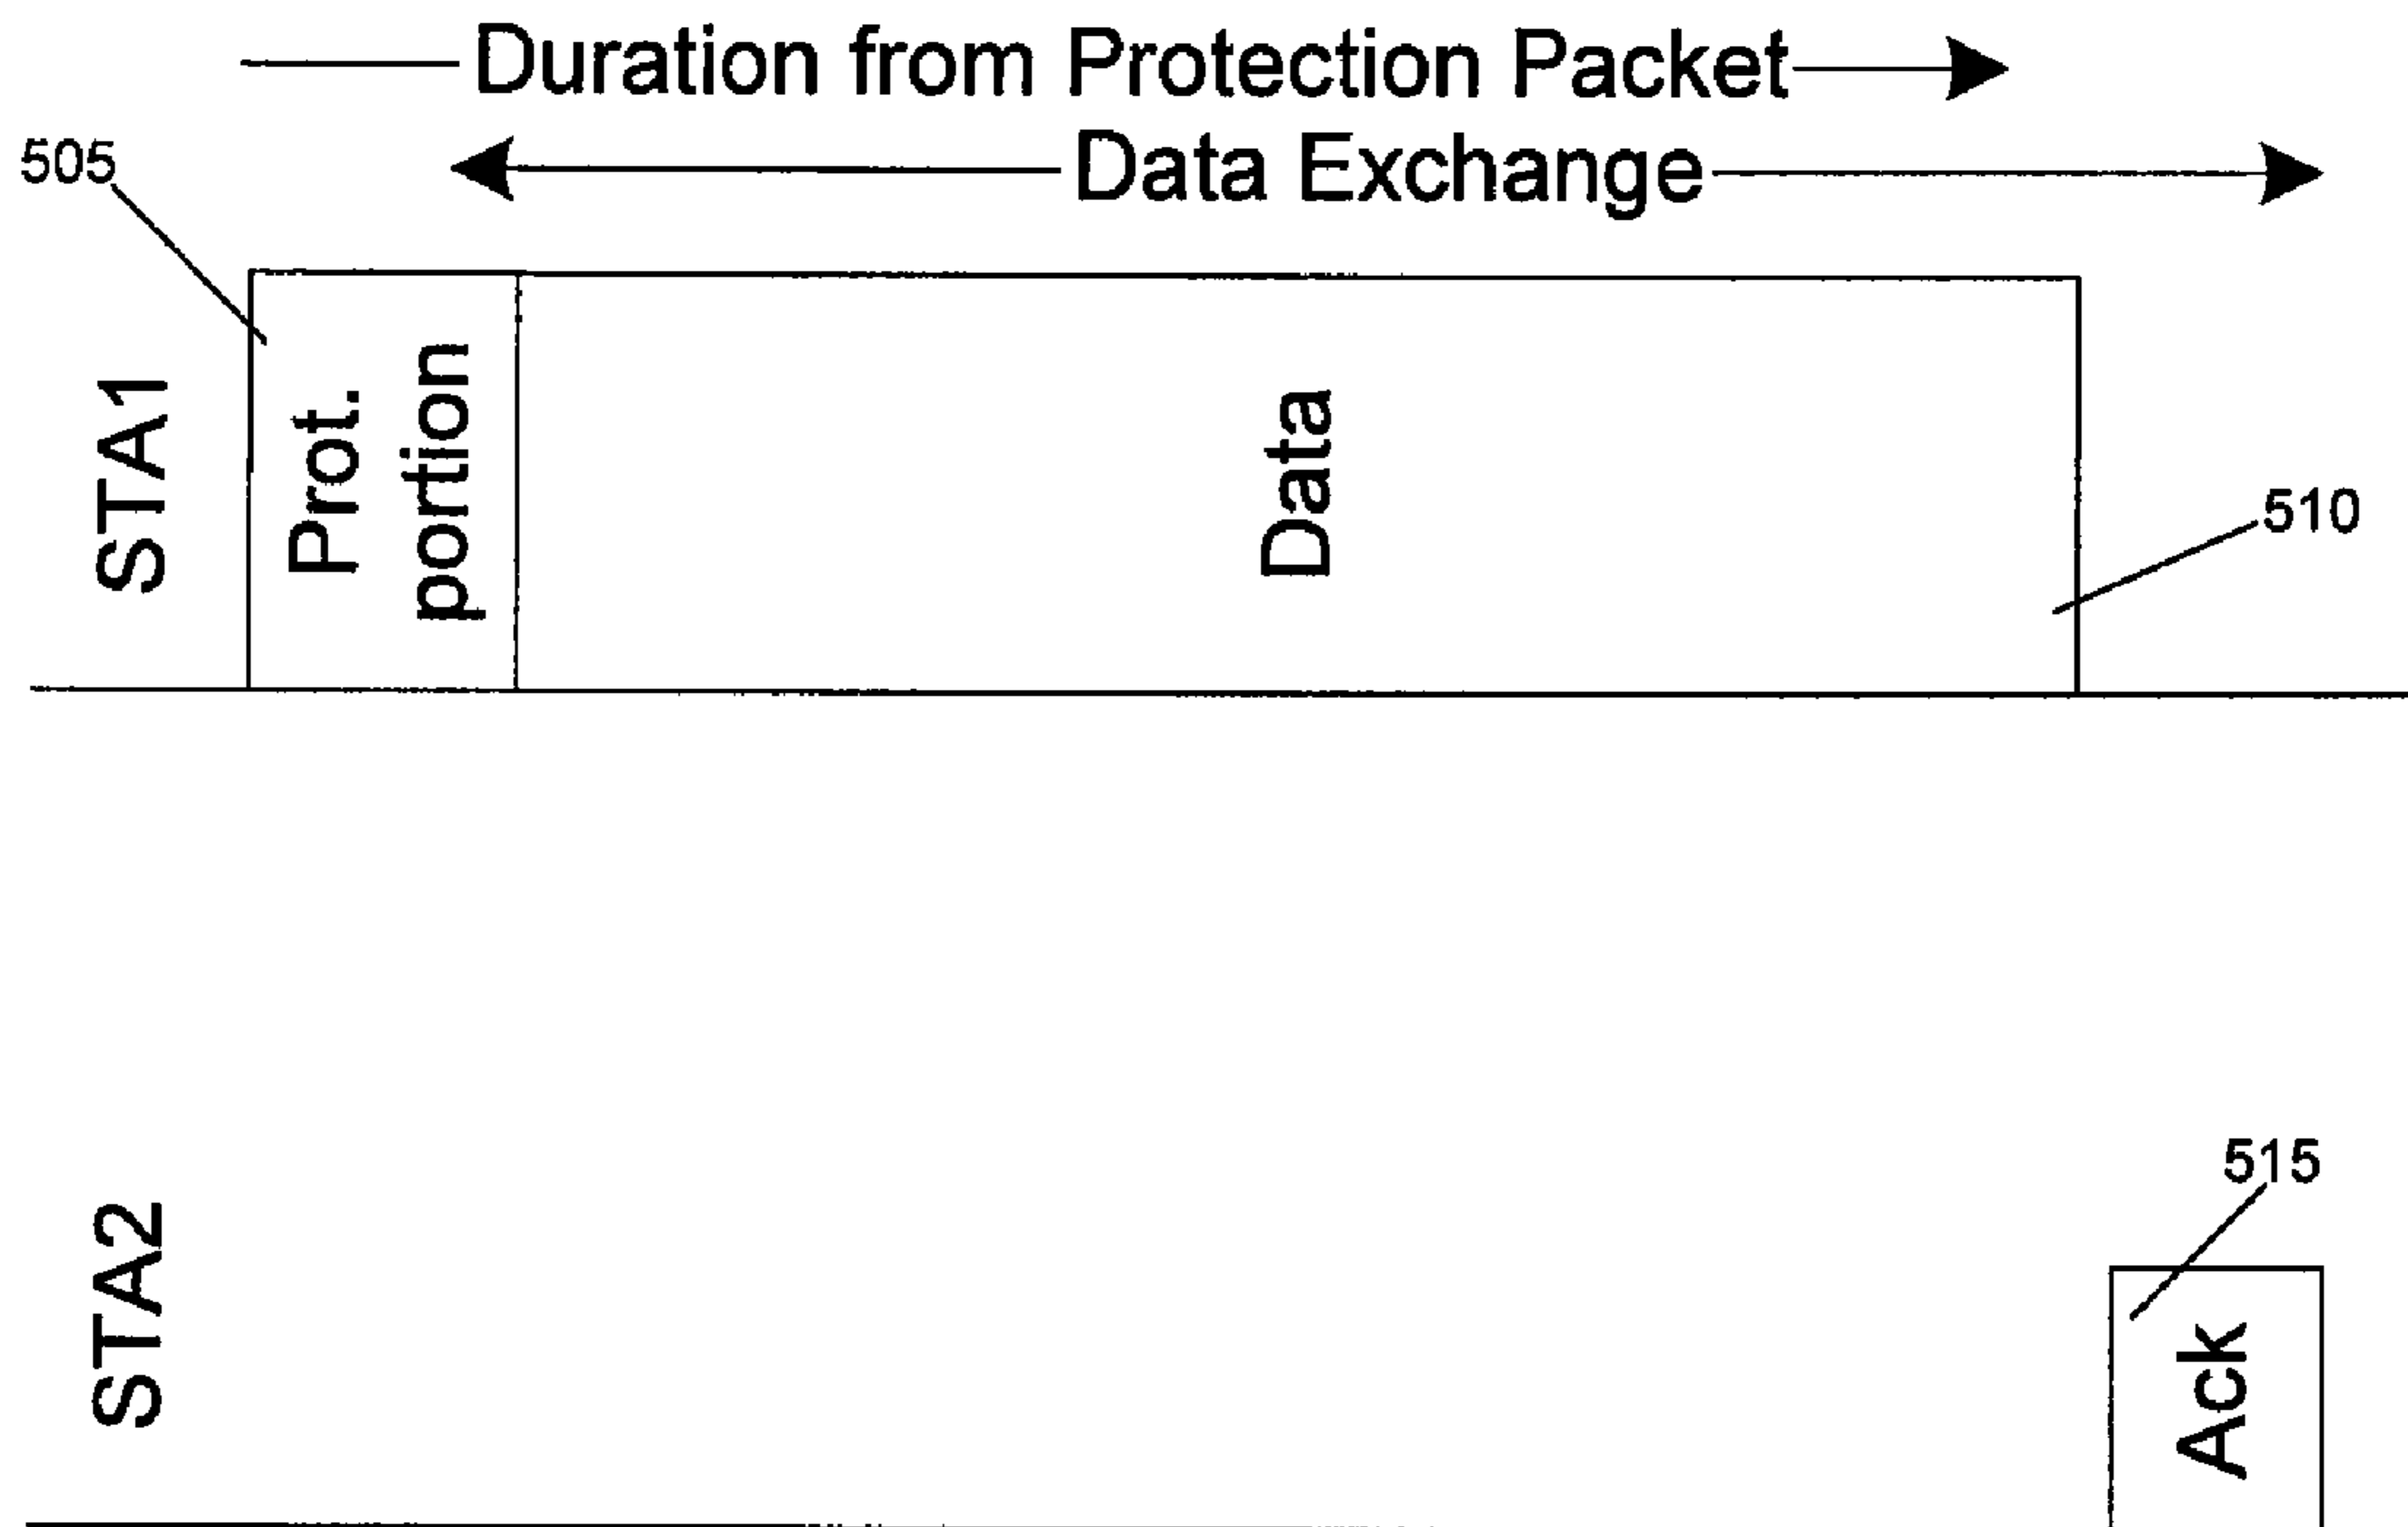 Duration from Protection Packet
Data Exchange
505
STA1
Prot.
portion
Data
510
STA2
515
Ack